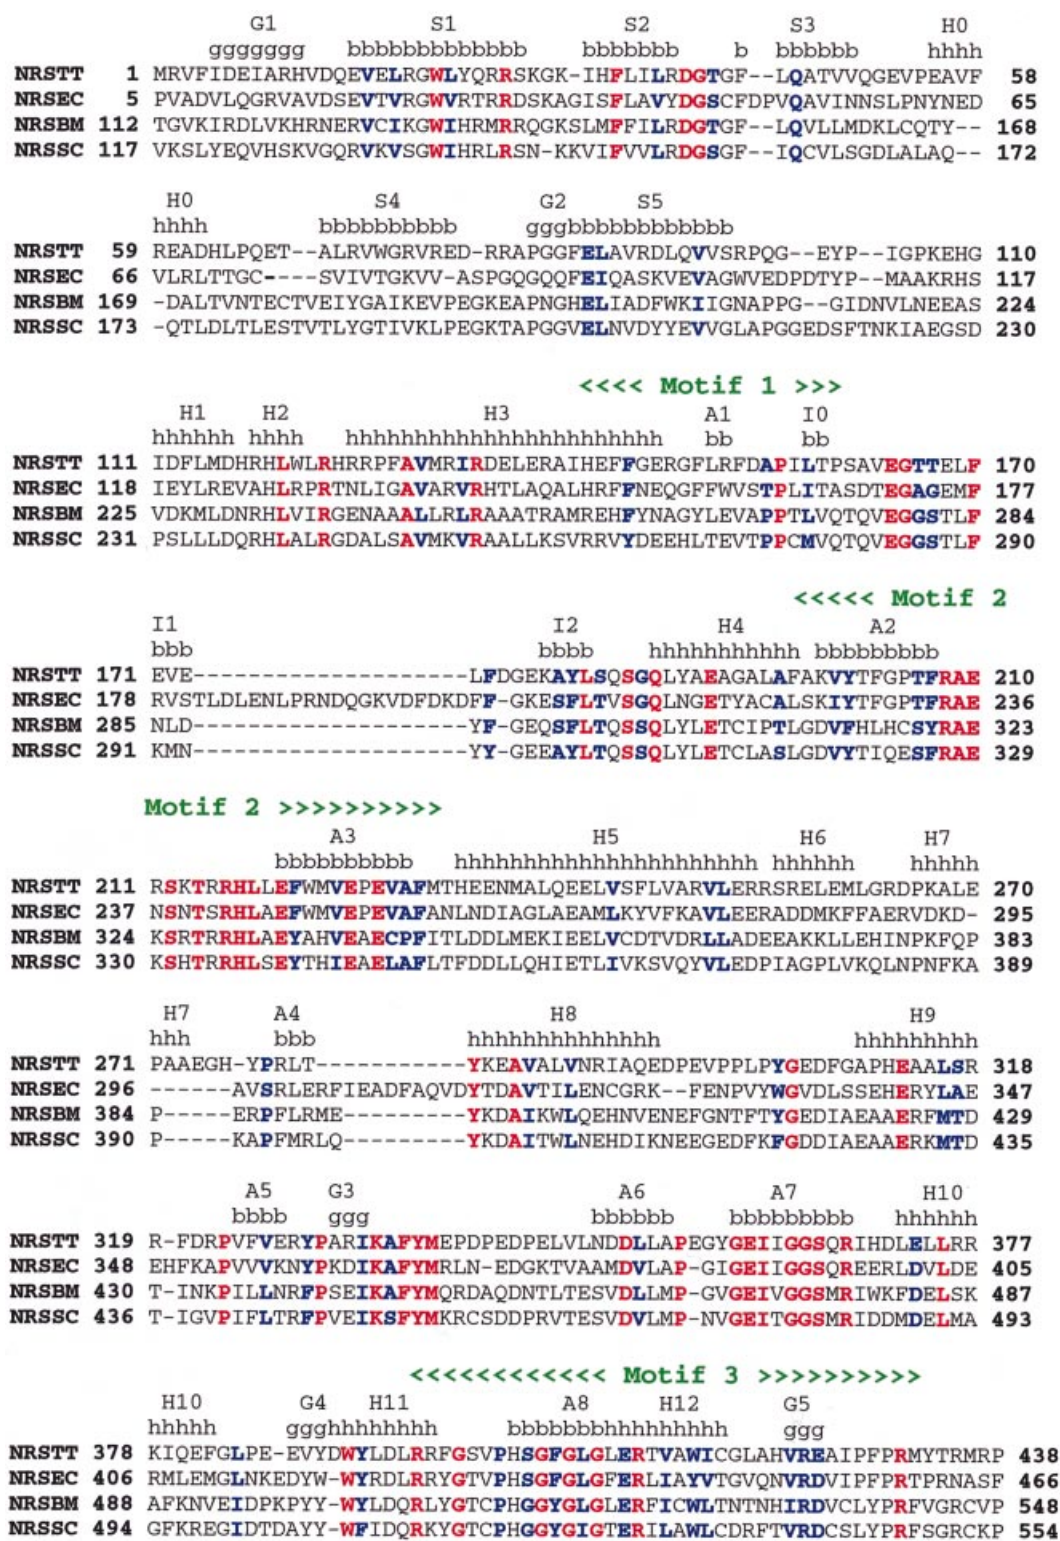 G1 S1 S2 S3 H0
ggggggg bbbbbbbbbbbbb bbbbbbb b bbbbbb hhhh
NRSTT 1 MRVFIDEIARHVDQEVELRGWLYQRRSKGK-IHFLILRDGTGF--LQATVVQGEVPEAVF 58
NRSEC 5 PVADVLQGRVAVDSEVTVRGWVRTRRDSKAGISFLAVYDGSCFDPVQAVINNSLPNYNED 65
NRSBM 112 TGVKIRDLVKHRNERVCIKGWIHRMRRQGKSLMFFILRDGTGF--LQVLLMDKLCQTY-- 168
NRSSC 117 VKSLYEQVHSKVGQRVKVSGWIHRLRSN-KKVIFVVLRDGSGF--IQCVLSGDLALAQ-- 172
H0 S4 G2 S5
hhhh bbbbbbbbbb gggbbbbbbbbbbbbb
NRSTT 59 READHLPQET--ALRVWGRVRED-RRAPGGFELAVRDLQVVSRPQG--EYP--IGPKEHG 110
NRSEC 66 VLRLTTGC----SVIVTGKVV-ASPGQGQQFEIQASKVEVAGWVEDPDTYP--MAAKRHS 117
NRSBM 169 -DALTVNTECTVEIYGAIKEVPEGKEAPNGHELIADFWKIIGNAPPG--GIDNVLNEEAS 224
NRSSC 173 -QTLDLTLESTVTLYGTIVKLPEGKTAPGGVELNVDYYEVVGLAPGGEDSFTNKIAEGSD 230
<<<< Motif 1 >>>
H1 H2 H3 A1 I0
hhhhhh hhhh hhhhhhhhhhhhhhhhhhhhhhhh bb bb
NRSTT 111 IDFLMDHRHLWLRHRRPFAVMRIRDELERAIHEFFGERGFLRFDAPILTPSAVEGTTELF 170
NRSEC 118 IEYLREVAHLRPRTNLIGAVARVRHTLAQALHRFFNEQGFFWVSTPLITASDTEGAGEMF 177
NRSBM 225 VDKMLDNRHLVIRGENAAALLRLRAAATRAMREHFYNAGYLEVAPPTLVQTQVEGGSTLF 284
NRSSC 231 PSLLLDQRHLALRGDALSAVMKVRAALLKSVRRVYDEEHLTEVTPPCMVQTQVEGGSTLF 290
<<<<< Motif 2
I1 I2 H4 A2
bbb bbbb hhhhhhhhhhh bbbbbbbbb
NRSTT 171 EVE---------------------LFDGEKAYLSQSGQLYAEAGALAFAKVYTFGPTFRAE 210
NRSEC 178 RVSTLDLENLPRNDQGKVDFDKDFF-GKESFLTVSGQLNGETYACALSKIYTFGPTFRAE 236
NRSBM 285 NLD---------------------YF-GEQSFLTQSSQLYLETCIPTLGDVFHLHCSYRAE 323
NRSSC 291 KMN---------------------YY-GEEAYLTQSSQLYLETCLASLGDVYTIQESFRAE 329
Motif 2 >>>>>>>>>>
A3 H5 H6 H7
bbbbbbbbbb hhhhhhhhhhhhhhhhhhhhhhh hhhhhh hhhhh
NRSTT 211 RSKTRRHLLEFWMVEPEVAFMTHEENMALQEELVSFLVARVLERRSRELEMLGRDPKALE 270
NRSEC 237 NSNTSRHLAEFWMVEPEVAFANLNDIAGLAEAMLKYVFKAVLEERADDMKFFAERVDKD- 295
NRSBM 324 KSRTRRHLAEYAHVEAECPFITLDDLMEKIEELVCDTVDRLLADEEAKKLLEHINPKFQP 383
NRSSC 330 KSHTRRHLSEYTHIEAELAFLTFDDLLQHIETLIVKSVQYVLEDPIAGPLVKQLNPNFKA 389
H7 A4 H8 H9
hhh bbb hhhhhhhhhhhhhhh hhhhhhhhh
NRSTT 271 PAAEGH-YPRLT------------YKEAVALVNRIAQEDPEVPPLPYGEDFGAPHEAALSR 318
NRSEC 296 ------AVSRLERFIEADFAQVDYTDAVTILENCGRK--FENPVYWGVDLSSEHERYLAE 347
NRSBM 384 P-----ERPFLRME----------YKDAIKWLQEHNVENEFGNTFTYGEDIAEAAERFMTD 429
NRSSC 390 P-----KAPFMRLQ----------YKDAITWLNEHDIKNEEGEDFKFGDDIAEAAERKMTD 435
A5 G3 A6 A7 H10
bbbb ggg bbbbbb bbbbbbbbb hhhhhh
NRSTT 319 R-FDRPVFVERYPARIKAFYMEPDPEDPELVLNDDLLAPEGYGEIIGGSQRIHDLELLRR 377
NRSEC 348 EHFKAPVVVKNYPKDIKAFYMRLN-EDGKTVAAMDVLAP-GIGEIIGGSQREERLDVLDE 405
NRSBM 430 T-INKPILLNRFPSEIKAFYMQRDAQDNTLTESVDLLMP-GVGEIVGGSMRIWKFDELSK 487
NRSSC 436 T-IGVPIFLTRFPVEIKSFYMKRCSDDPRVTESVDVLMP-NVGEITGGSMRIDDMDELMA 493
<<<<<<<<<<<< Motif 3 >>>>>>>>>>
H10 G4 H11 A8 H12 G5
hhhhh ggghhhhhhhh bbbbbbbhhhhhhhhhh ggg
NRSTT 378 KIQEFGLPE-EVYDWYLDLRRFGSVPHSGFGLGLERTVAWICGLAHVREAIPFPRMYTRMRP 438
NRSEC 406 RMLEMGLNKEDYW-WYRDLRRYGTVPHSGFGLGFERLIAYVTGVQNVRDVIPFPRTPRNASF 466
NRSBM 488 AFKNVEIDPKPYY-WYLDQRLYGTCPHGGYGLGLERFICWLTNTNHIRDVCLYPRFVGRCVP 548
NRSSC 494 GFKREGIDTDAYY-WFIDQRKYGTCPHGGYGIGTERILAWLCDRFTVRDCSLYPRFSGRCKP 554